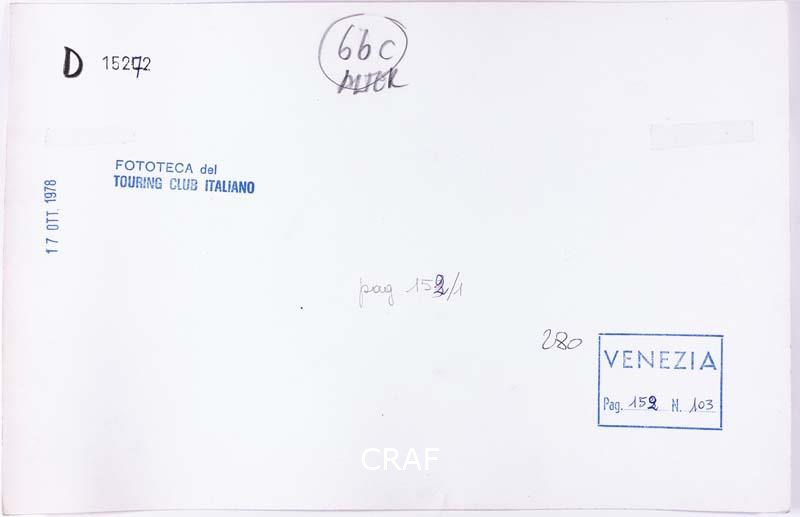 66c
D 15272
FOTOTECA del
TOURING CLUB ITALIANO
17 OTT. 1978
pag 152/1
280
VENEZIA
Pag. 152 N. 103
CRAF